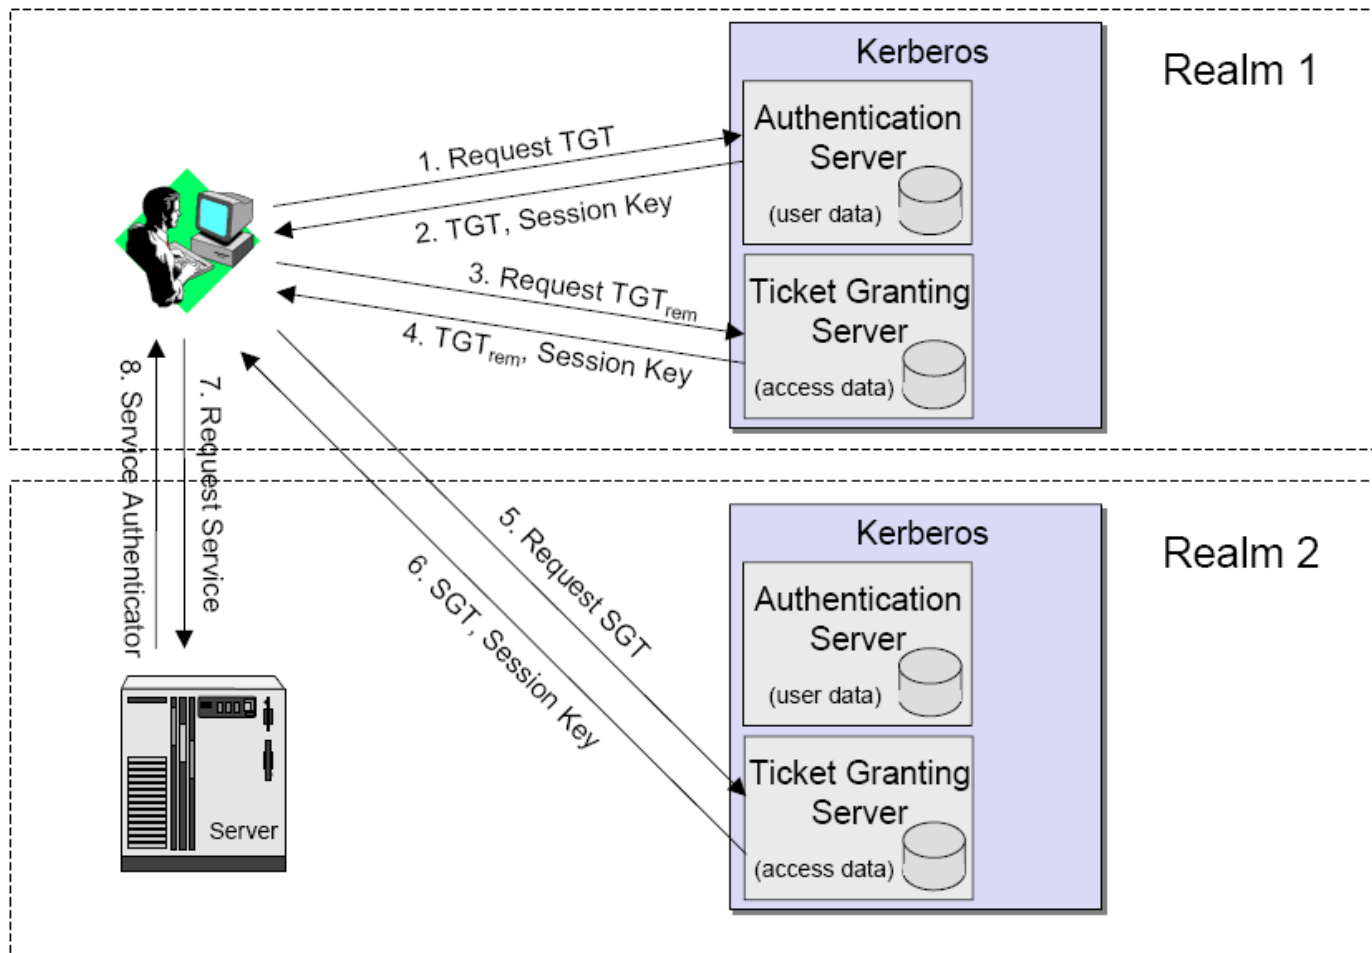 Kerberos
Realm 1
Authentication
Server
(user data)
1. Request TGT
2. TGT, Session Key
3. Request TGTrem
4. TGTrem, Session Key
Ticket Granting
Server
(access data)
8. Service Authenticator
7. Request Service
5. Request SGT
6. SGT, Session Key
Kerberos
Realm 2
Authentication
Server
(user data)
Ticket Granting
Server
(access data)
Server